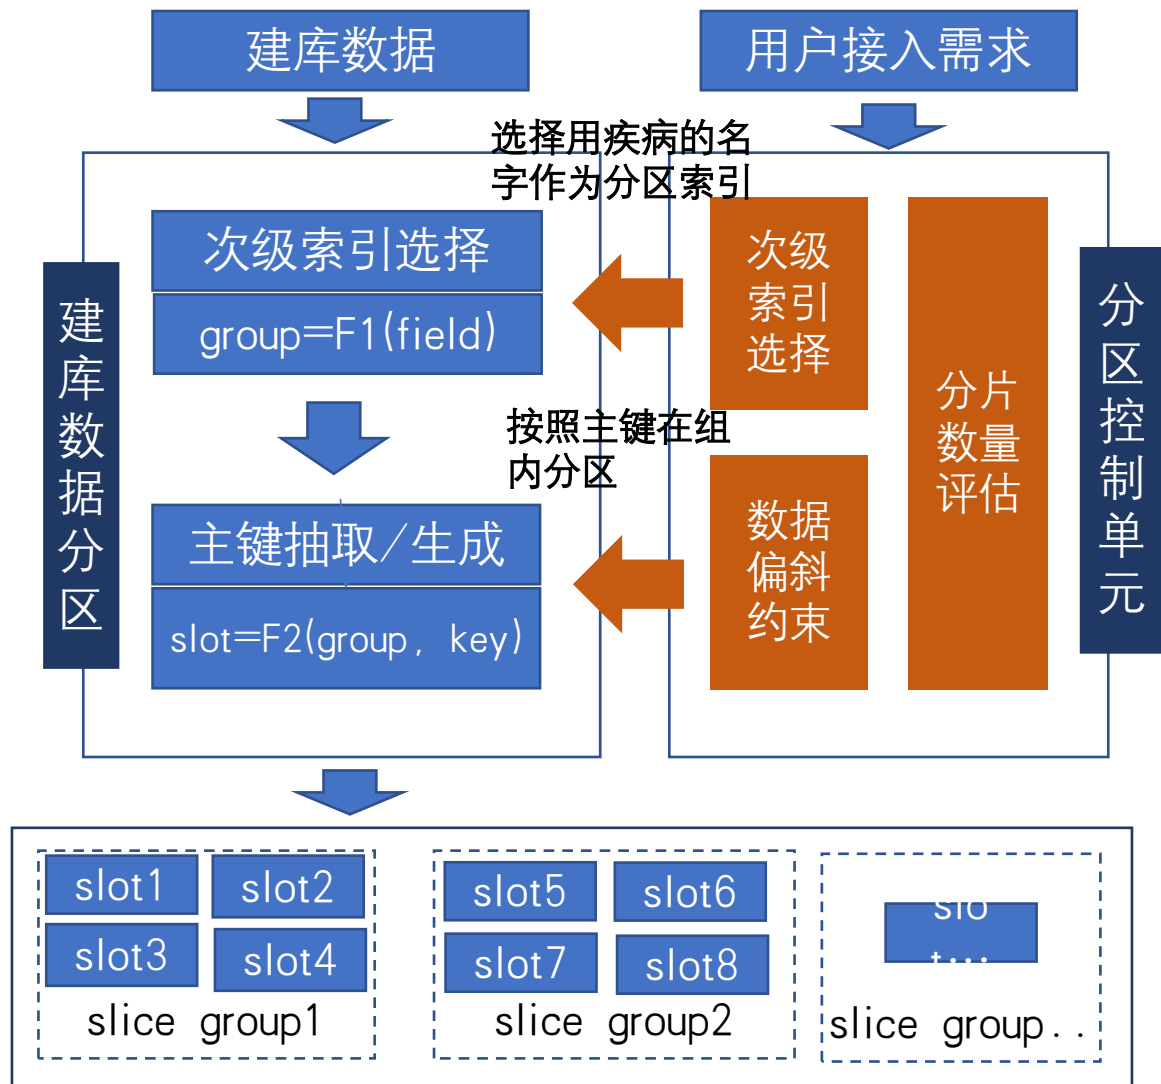 建库数据
用户接入需求
选择用疾病的名
字作为分区索引
建库数据分区
次级索引选择
group=F1(field)
主键抽取/生成
slot=F2(group, key)
按照主键在组
内分区
次级
索引
选择
数据
偏斜
约束
分片
数量
评估
分区控制单元
slot1
slot2
slot3
slot4
slice group1
slot5
slot6
slot7
slot8
slice group2
slo
t...
slice group..